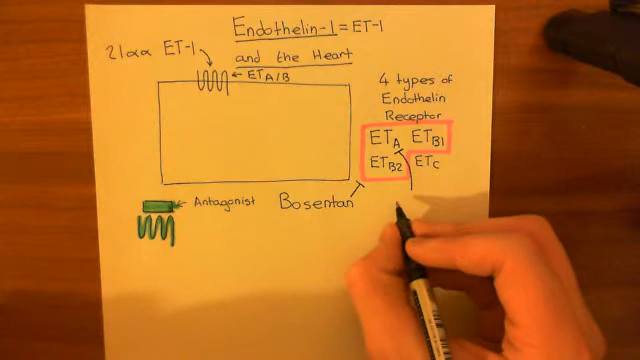 Endothelin-1 = ET-1
and the Heart
21αα ET-1
ETA/B
4 types of
Endothelin
Receptor
ETA ETB1
ETB2 ETC
Antagonist
Bosentan